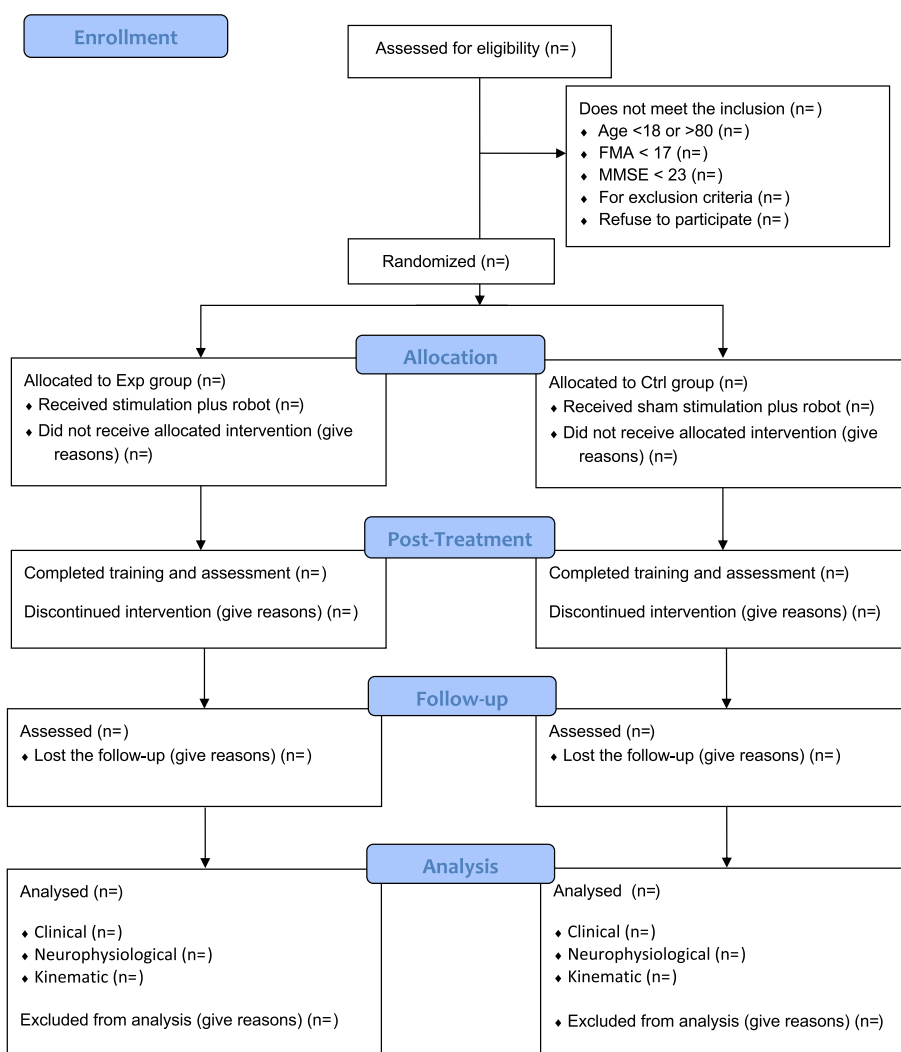 Enrollment
Assessed for eligibility (n=)
Does not meet the inclusion (n=)
♦ Age <18 or >80 (n=)
♦ FMA < 17 (n=)
♦ MMSE < 23 (n=)
♦ For exclusion criteria (n=)
♦ Refuse to participate (n=)
Randomized (n=)
Allocation
Allocated to Exp group (n=)
♦ Received stimulation plus robot (n=)
♦ Did not receive allocated intervention (give
reasons) (n=)
Allocated to Ctrl group (n=)
♦ Received sham stimulation plus robot (n=)
♦ Did not receive allocated intervention (give
reasons) (n=)
Post-Treatment
Completed training and assessment (n=)
Discontinued intervention (give reasons) (n=)
Completed training and assessment (n=)
Discontinued intervention (give reasons) (n=)
Follow-up
Assessed (n=)
♦ Lost the follow-up (give reasons) (n=)
Assessed (n=)
♦ Lost the follow-up (give reasons) (n=)
Analysis
Analysed (n=)
♦ Clinical (n=)
♦ Neurophysiological (n=)
♦ Kinematic (n=)
Excluded from analysis (give reasons) (n=)
Analysed (n=)
♦ Clinical (n=)
♦ Neurophysiological (n=)
♦ Kinematic (n=)
♦ Excluded from analysis (give reasons) (n=)